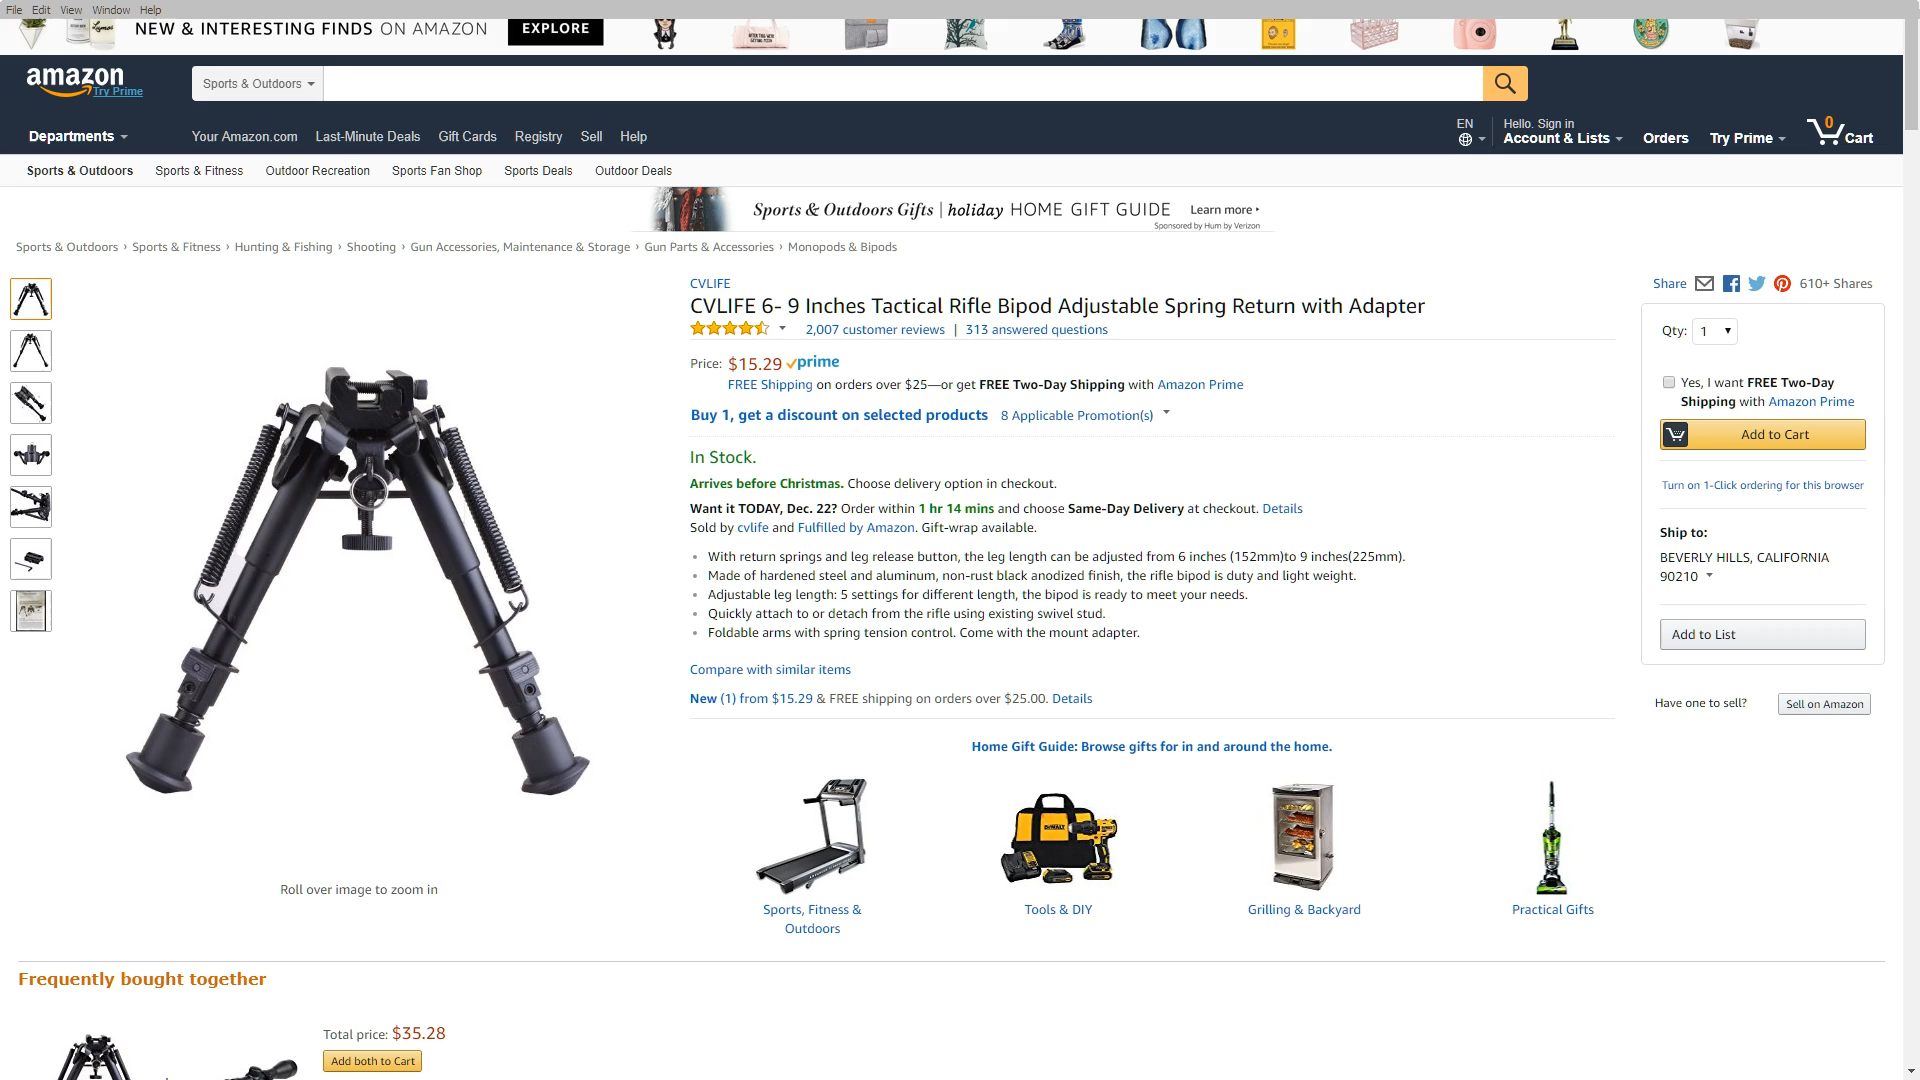 File Edit View Window Help
NEW & INTERESTING FINDS ON AMAZON EXPLORE
amazon
Try Prime
Sports & Outdoors
Departments
Your Amazon.com Last-Minute Deals Gift Cards Registry Sell Help
EN
Hello. Sign in
Account & Lists
Orders
Try Prime
0
Cart
Sports & Outdoors Sports & Fitness Outdoor Recreation Sports Fan Shop Sports Deals Outdoor Deals
Sports & Outdoors Gifts | holiday HOME GIFT GUIDE Learn more
Sponsored by Hum by Verizon
Sports & Outdoors › Sports & Fitness › Hunting & Fishing › Shooting › Gun Accessories, Maintenance & Storage › Gun Parts & Accessories › Monopods & Bipods
Roll over image to zoom in
CVLIFE
CVLIFE 6- 9 Inches Tactical Rifle Bipod Adjustable Spring Return with Adapter
2,007 customer reviews | 313 answered questions
Price: $15.29 prime
FREE Shipping on orders over $25—or get FREE Two-Day Shipping with Amazon Prime
Buy 1, get a discount on selected products 8 Applicable Promotion(s)
In Stock.
Arrives before Christmas. Choose delivery option in checkout.
Want it TODAY, Dec. 22? Order within 1 hr 14 mins and choose Same-Day Delivery at checkout. Details
Sold by cvlife and Fulfilled by Amazon. Gift-wrap available.
• With return springs and leg release button, the leg length can be adjusted from 6 inches (152mm)to 9 inches(225mm).
• Made of hardened steel and aluminum, non-rust black anodized finish, the rifle bipod is duty and light weight.
• Adjustable leg length: 5 settings for different length, the bipod is ready to meet your needs.
• Quickly attach to or detach from the rifle using existing swivel stud.
• Foldable arms with spring tension control. Come with the mount adapter.
Compare with similar items
New (1) from $15.29 & FREE shipping on orders over $25.00. Details
Home Gift Guide: Browse gifts for in and around the home.
DEWALT
Sports, Fitness &
Outdoors
Tools & DIY
Grilling & Backyard
Practical Gifts
Share 610+ Shares
Qty: 1
Yes, I want FREE Two-Day
Shipping with Amazon Prime
Add to Cart
Turn on 1-Click ordering for this browser
Ship to:
BEVERLY HILLS, CALIFORNIA
90210
Add to List
Have one to sell? Sell on Amazon
Frequently bought together
Total price: $35.28
Add both to Cart